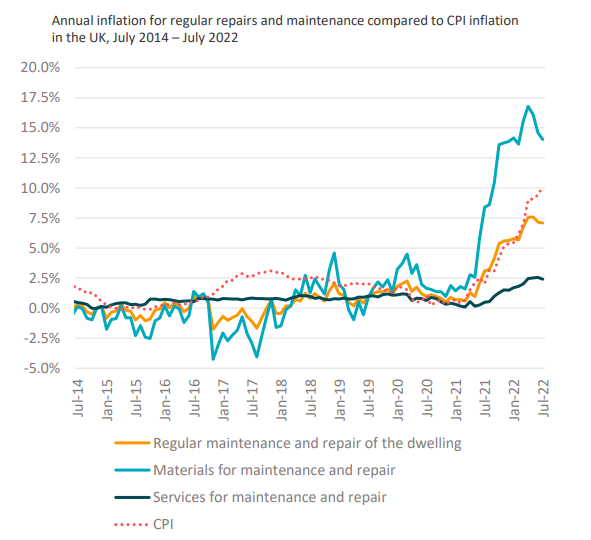 Annual inflation for regular repairs and maintenance compared to CPI inflation
in the UK, July 2014 – July 2022
20.0%
17.5%
15.0%
12.5%
10.0%
7.5%
5.0%
2.5%
0.0%
-2.5%
-5.0%
Jul-14
Jan-15
Jul-15
Jan-16
Jul-16
Jan-17
Jul-17
Jan-18
Jul-18
Jan-19
Jul-19
Jan-20
Jul-20
Jan-21
Jul-21
Jan-22
Jul-22
Regular maintenance and repair of the dwelling
Materials for maintenance and repair
Services for maintenance and repair
CPI